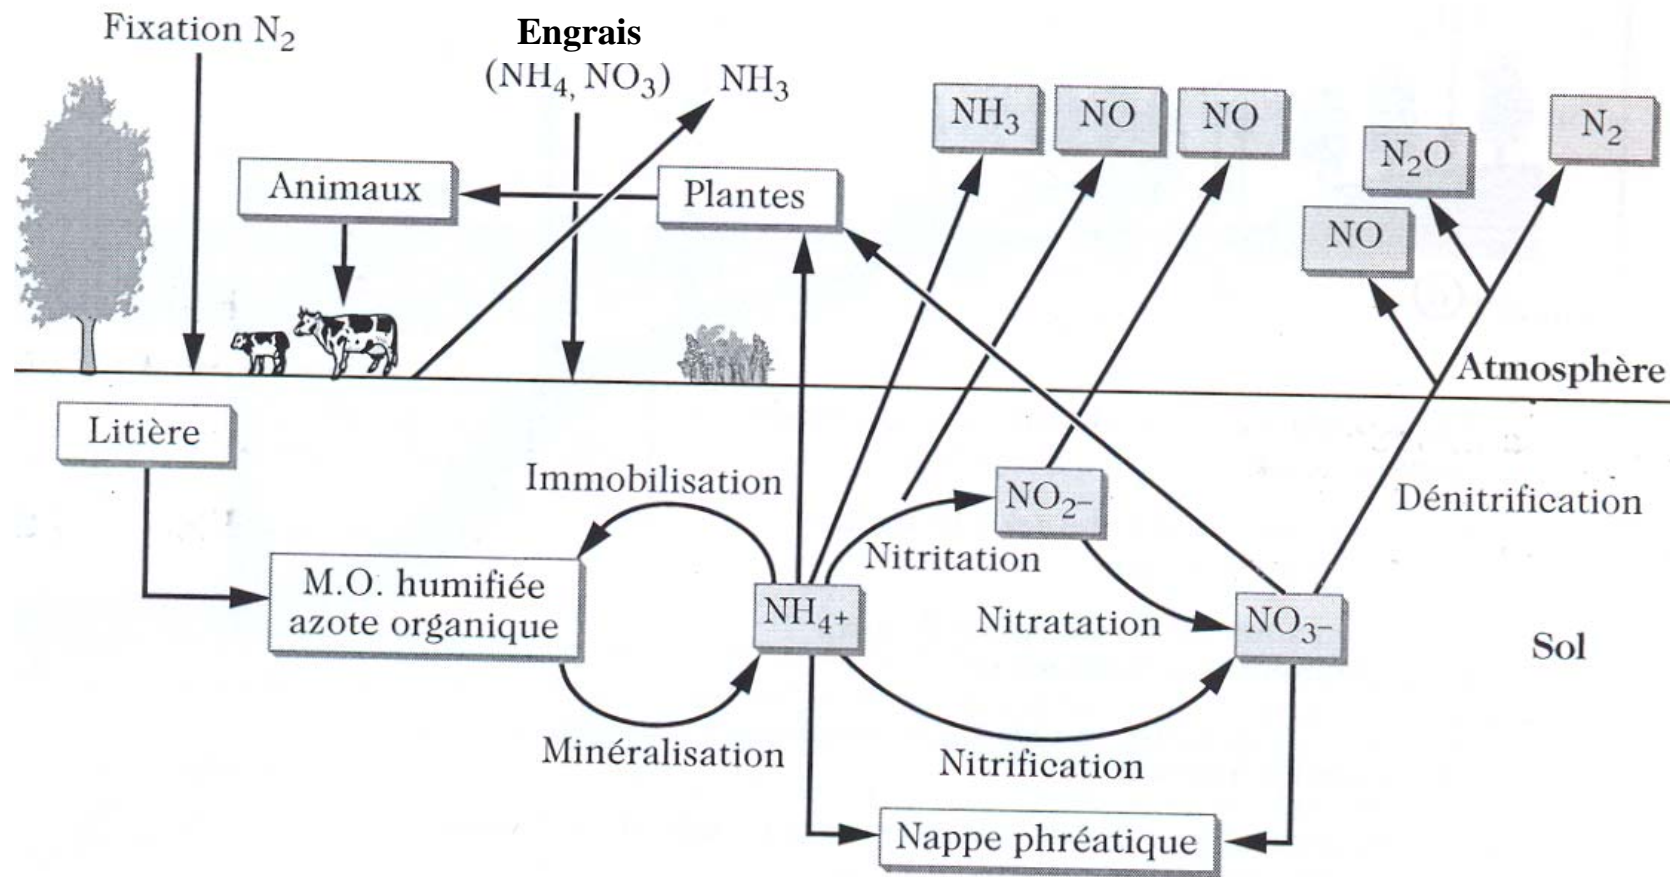 Fixation N₂
Engrais
(NH₄, NO₃)
NH₃
NH₃
NO
NO
N₂O
N₂
Animaux
Plantes
NO
Atmosphère
Litière
Immobilisation
NO₂–
Dénitrification
Nitritation
M.O. humifiée
azote organique
NH₄+
Nitratation
NO₃–
Sol
Minéralisation
Nitrification
Nappe phréatique